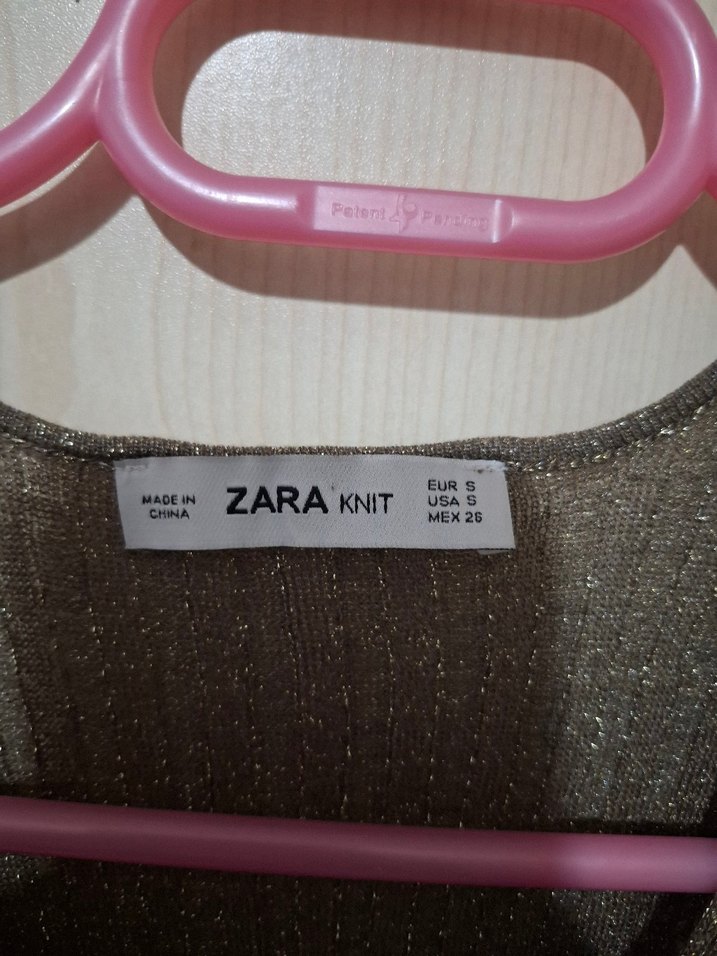 Patent Pending
MADE IN
CHINA
ZARA KNIT
EUR S
USA S
MEX 26